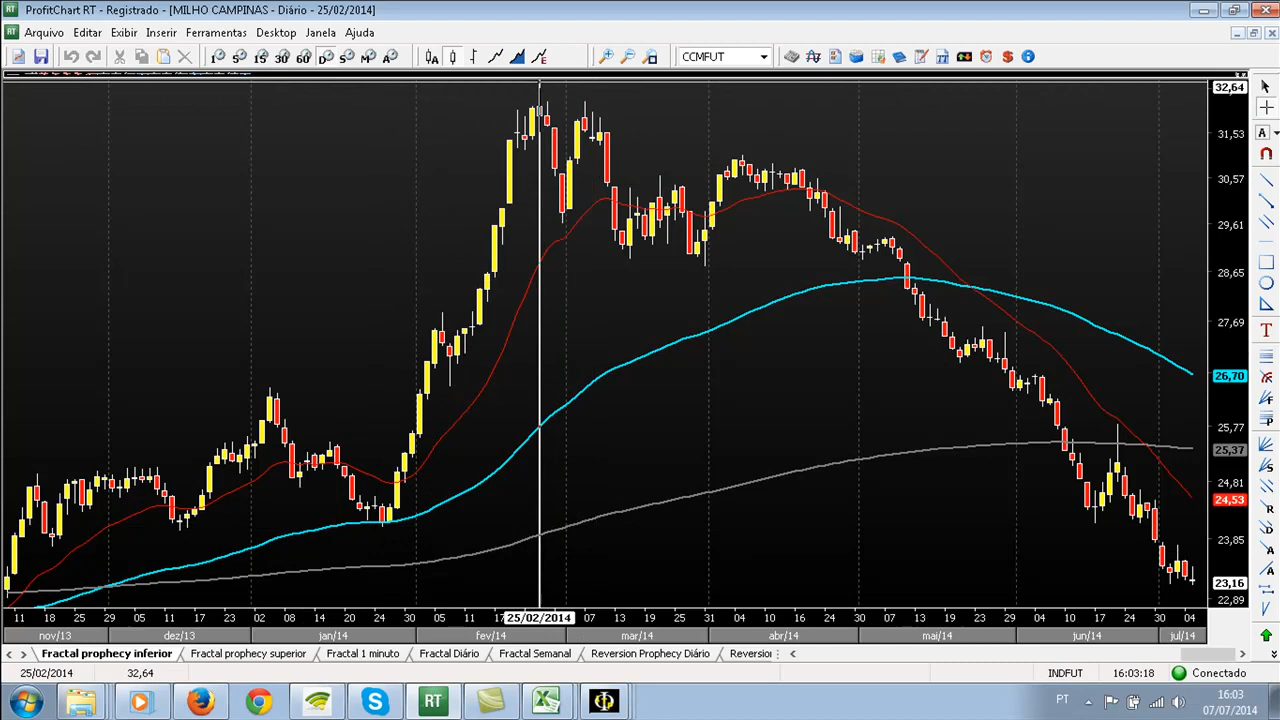 ProfitChart RT - Registrado - [MILHO CAMPINAS - Diário - 25/02/2014]
Arquivo Editar Exibir Inserir Ferramentas Desktop Janela Ajuda
1 5 15 30 60 D S M A CCMFUT
32,64
31,53
30,57
29,61
28,65
27,69
26,70
25,77
25,37
24,81
24,53
23,85
23,16
22,89
11 18 25 29 05 11 17 23 02 08 14 18 24 30 05 11 17 25/02/2014 07 13 19 25 31 04 10 16 24 30 07 13 19 23 29 04 10 18 24 30 04
nov/13 dez/13 jan/14 fev/14 mar/14 abr/14 mai/14 jun/14 jul/14
Fractal prophecy inferior Fractal prophecy superior Fractal 1 minuto Fractal Diário Fractal Semanal Reversion Prophecy Diário Reversio
25/02/2014 32,64 INDFUT 16:03:18 Conectado
RT PT 16:03
07/07/2014